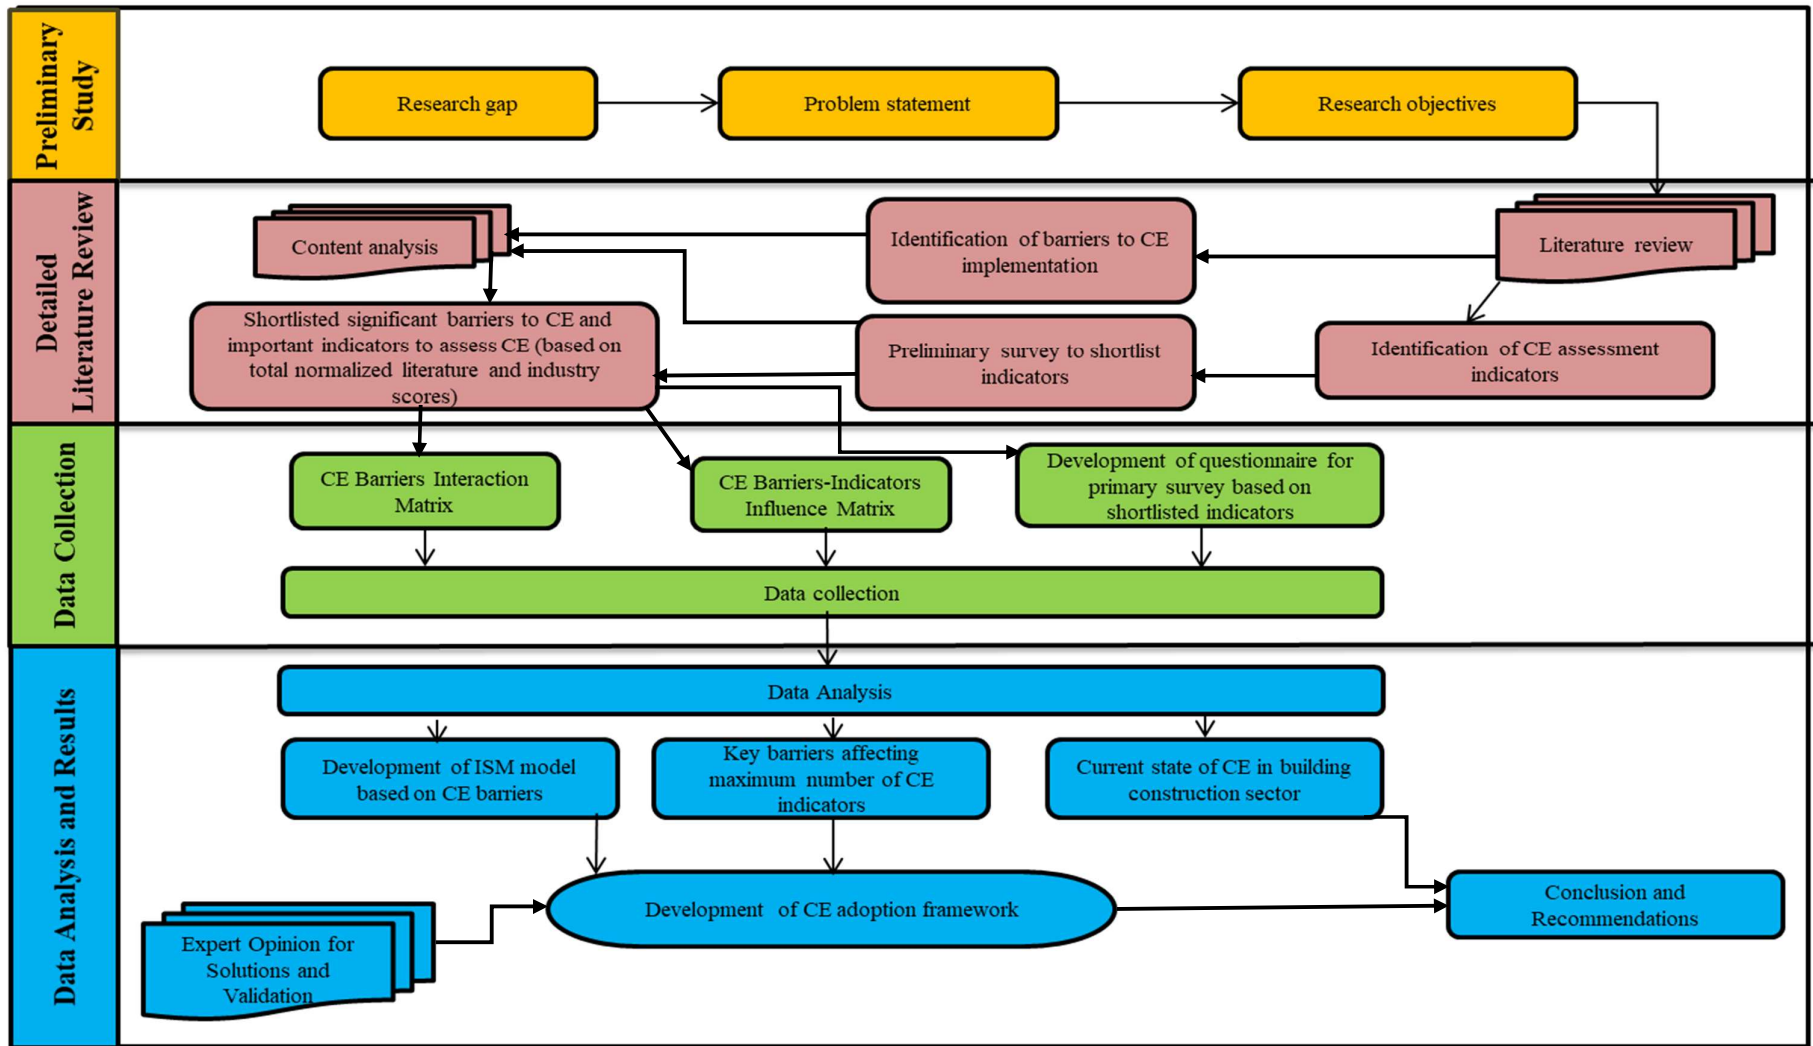 Preliminary
Study
Research gap
Problem statement
Research objectives
Detailed
Literature Review
Content analysis
Identification of barriers to CE
implementation
Literature review
Shortlisted significant barriers to CE and
important indicators to assess CE (based on
total normalized literature and industry
scores)
Preliminary survey to shortlist
indicators
Identification of CE assessment
indicators
Data Collection
CE Barriers Interaction
Matrix
CE Barriers-Indicators
Influence Matrix
Development of questionnaire for
primary survey based on
shortlisted indicators
Data collection
Data Analysis and Results
Data Analysis
Development of ISM model
based on CE barriers
Key barriers affecting
maximum number of CE
indicators
Current state of CE in building
construction sector
Expert Opinion for
Solutions and
Validation
Development of CE adoption framework
Conclusion and
Recommendations